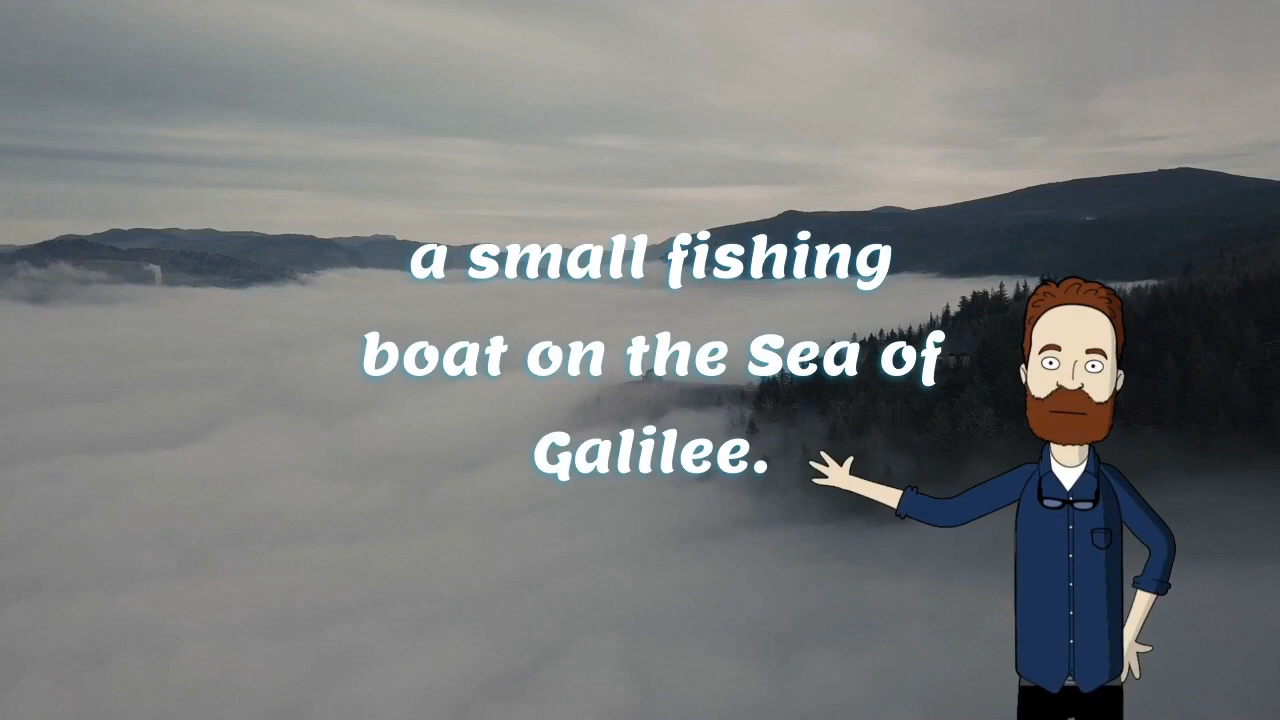 a small fishing
boat on the Sea of
Galilee.